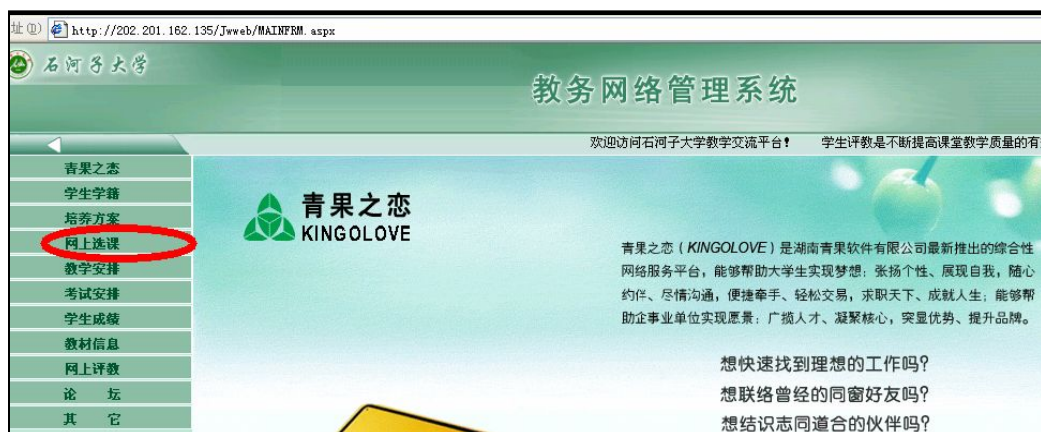 址(D) http://202.201.162.135/Jwweb/MAINFRM.aspx
石河子大学
教务网络管理系统
欢迎访问石河子大学教学交流平台! 学生评教是不断提高课堂教学质量的有
青果之恋
学生学籍
培养方案
网上选课
教学安排
考试安排
学生成绩
教材信息
网上评教
论 坛
其 它
青果之恋
KINGOLOVE
青果之恋（KINGOLOVE）是湖南青果软件有限公司最新推出的综合性
网络服务平台，能够帮助大学生实现梦想：张扬个性、展现自我，随心
约伴、尽情沟通，便捷牵手、轻松交易，求职天下、成就人生；能够帮
助企事业单位实现愿景：广揽人才、凝聚核心，突显优势、提升品牌。
想快速找到理想的工作吗?
想联络曾经的同窗好友吗?
想结识志同道合的伙伴吗?